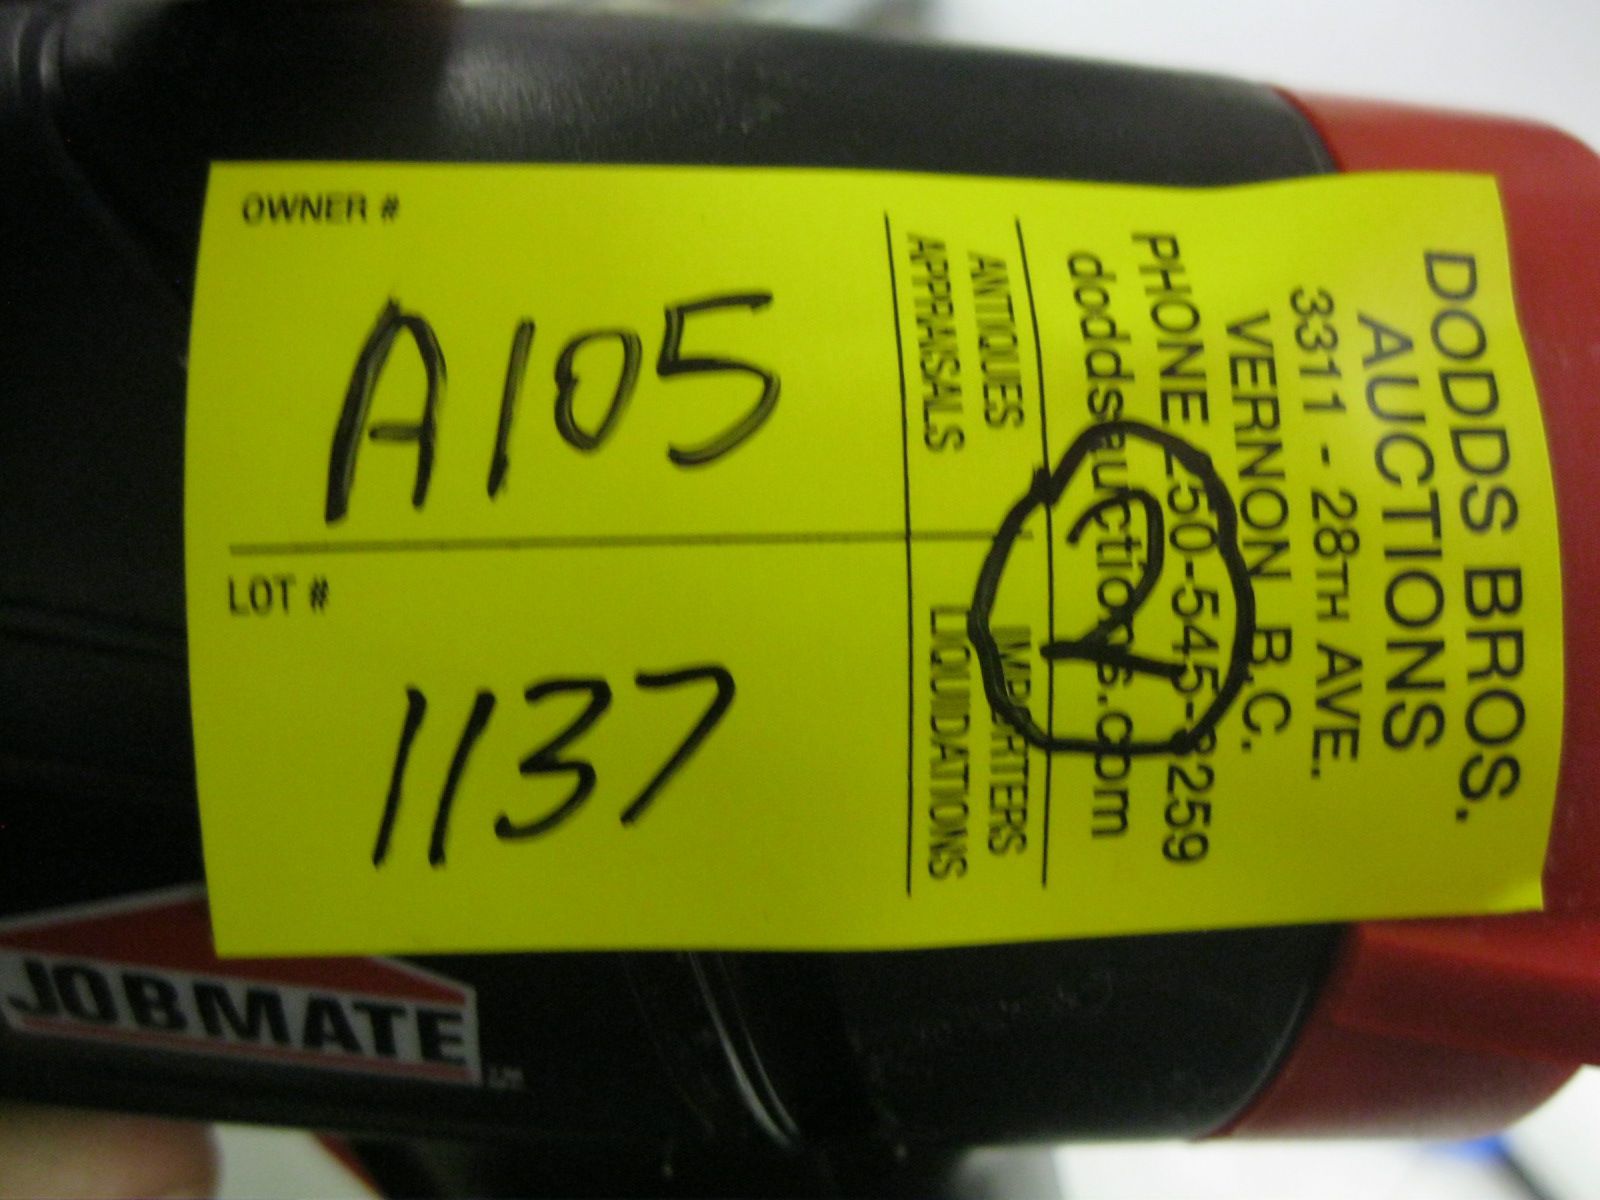 DODDS BROS.
AUCTIONS
3311 - 28TH AVE.
VERNON B.C.
PHONE 250-545-3259
doddsauctions.com
ANTIQUES IMPORTERS
APPRAISALS LIQUIDATIONS
OWNER #
A105
LOT #
1137
JOBMATE